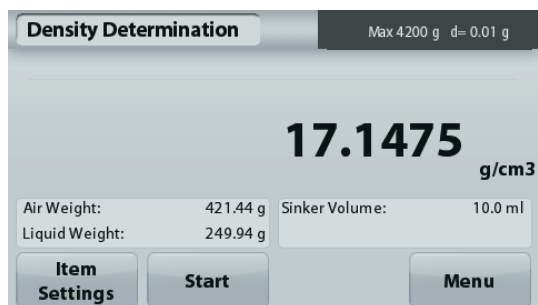 Density Determination
Max 4200 g d= 0.01 g
17.1475
g/cm3
Air Weight: 421.44 g
Liquid Weight: 249.94 g
Sinker Volume: 10.0 ml
Item
Settings
Start
Menu